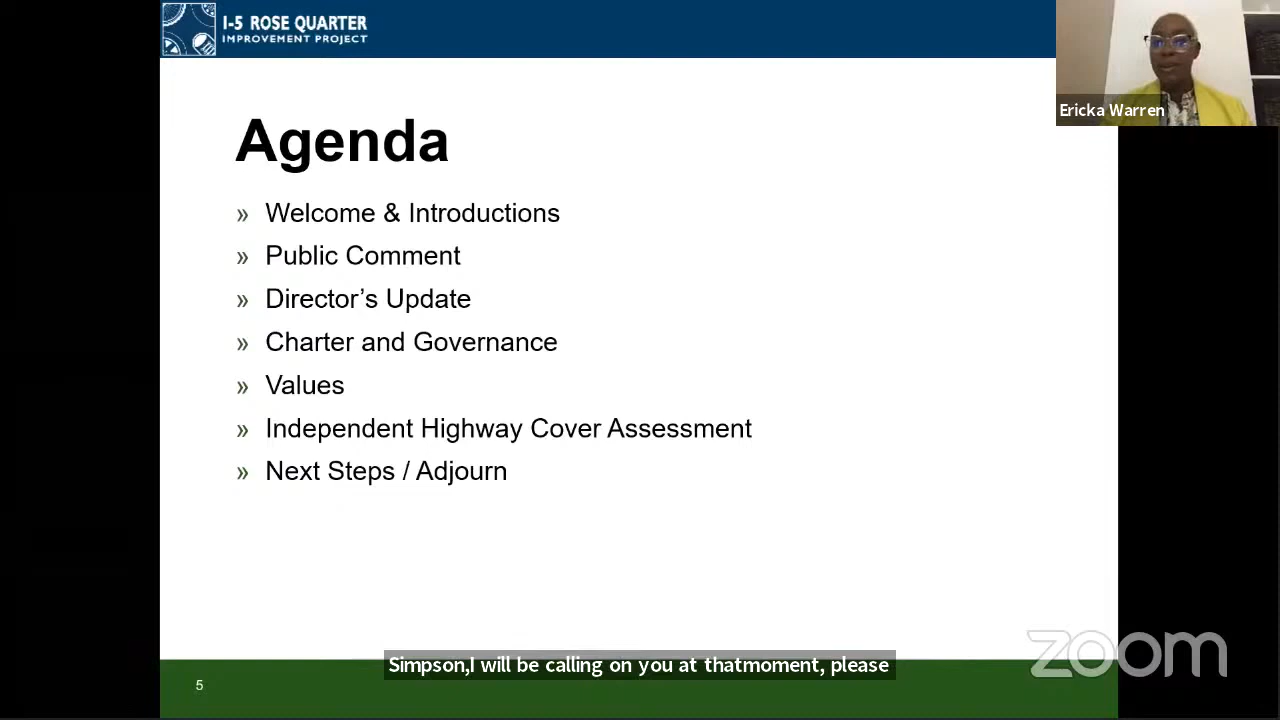 I-5 ROSE QUARTER
IMPROVEMENT PROJECT
Ericka Warren
Agenda
» Welcome & Introductions
» Public Comment
» Director’s Update
» Charter and Governance
» Values
» Independent Highway Cover Assessment
» Next Steps / Adjourn
Simpson,I will be calling on you at thatmoment, please
zoom
5